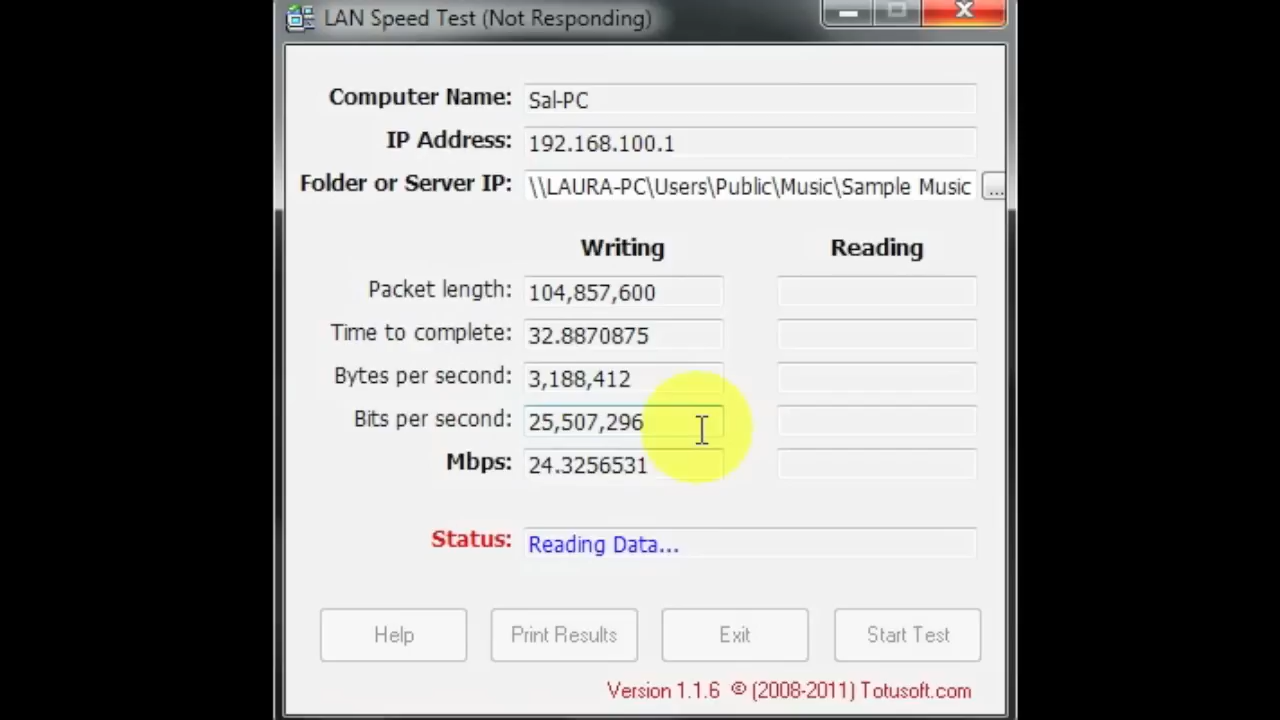 LAN Speed Test (Not Responding)
Computer Name: Sal-PC
IP Address: 192.168.100.1
Folder or Server IP: \\LAURA-PC\Users\Public\Music\Sample Music ...
Writing Reading
Packet length: 104,857,600
Time to complete: 32.8870875
Bytes per second: 3,188,412
Bits per second: 25,507,296
Mbps: 24.3256531
Status: Reading Data...
Help Print Results Exit Start Test
Version 1.1.6 © (2008-2011) Totusoft.com